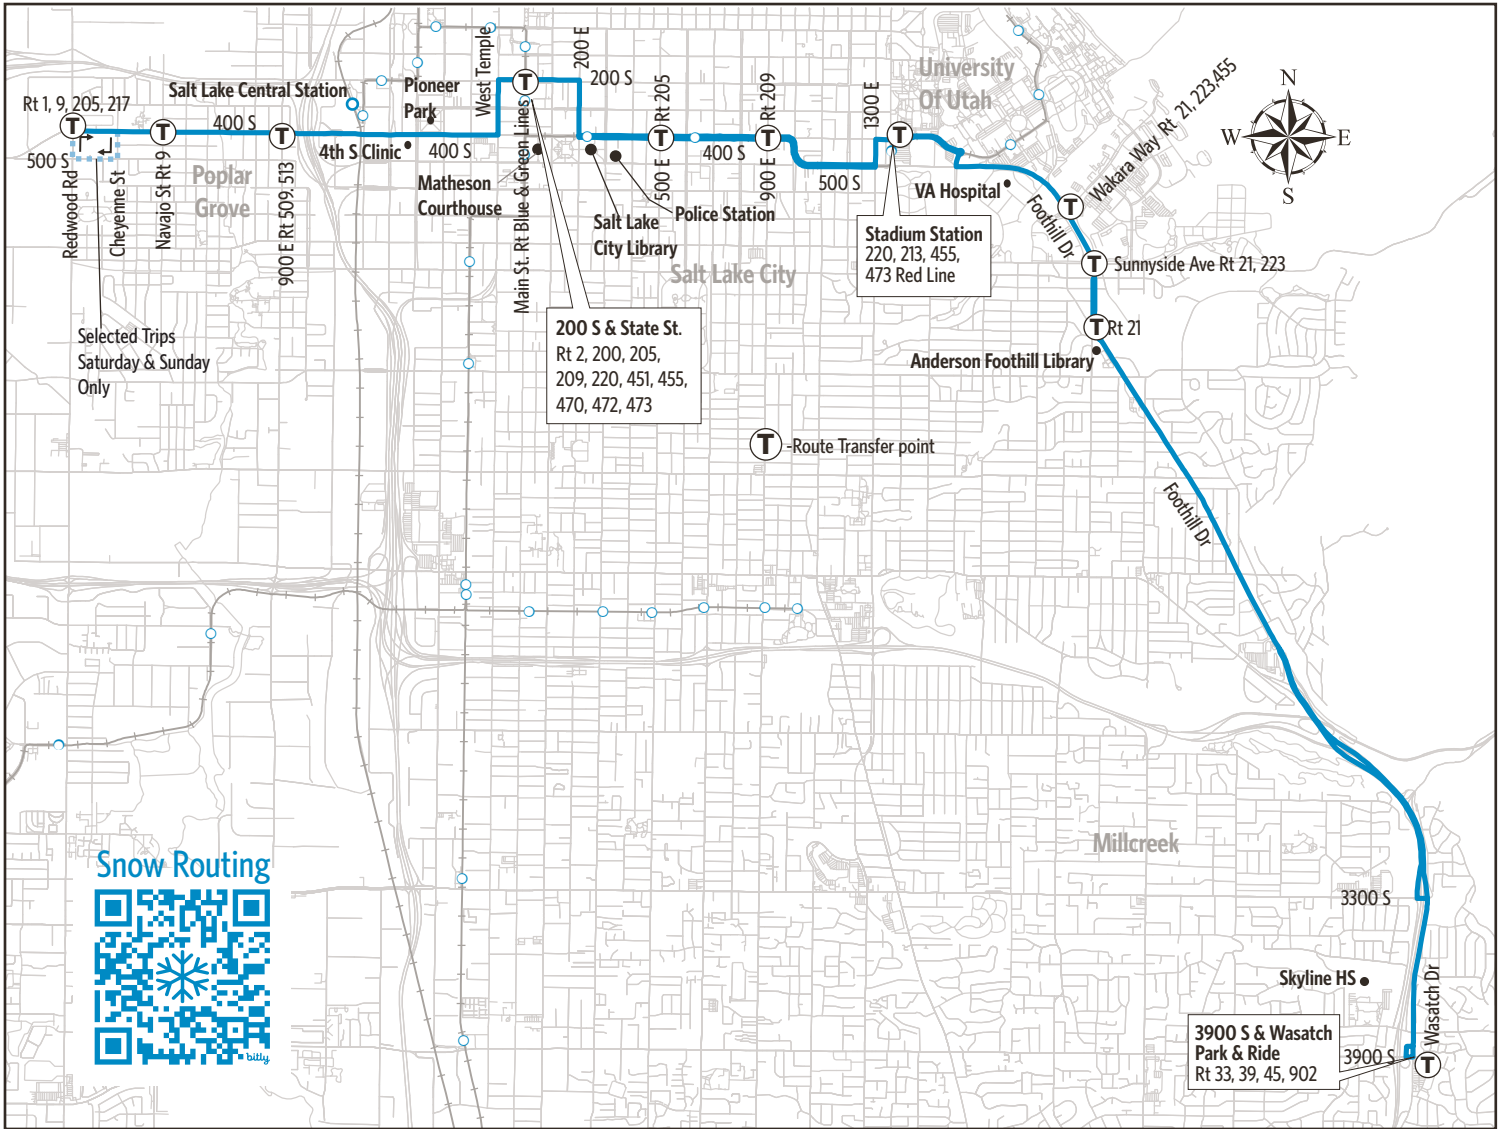 Rt 1, 9, 205, 217
500 S
Redwood Rd
Cheyenne St
Selected Trips
Saturday & Sunday
Only
Navajo St Rt 9
400 S
Poplar
Grove
900 E Rt 509, 513
Salt Lake Central Station
Pioneer
Park
4th S Clinic
400 S
West Temple
Matheson
Courthouse
Main St. Rt Blue & Green Lines
200 E
200 S
200 S & State St.
Rt 2, 200, 205,
209, 220, 451, 455,
470, 472, 473
Salt Lake
City Library
Police Station
500 E
Rt 205
400 S
900 E
Rt 209
Salt Lake City
500 S
1300 E
University
Of Utah
Stadium Station
220, 213, 455,
473 Red Line
VA Hospital
Foothill Dr
Wakara Way Rt 21, 223,455
N
W
E
S
Sunnyside Ave Rt 21, 223
Rt 21
Anderson Foothill Library
T
-Route Transfer point
Foothill Dr
Millcreek
3300 S
Skyline HS
Wasatch Dr
3900 S & Wasatch
Park & Ride
Rt 33, 39, 45, 902
3900 S
T
T
T
T
T
T
T
T
T
T
T
Snow Routing
bitly